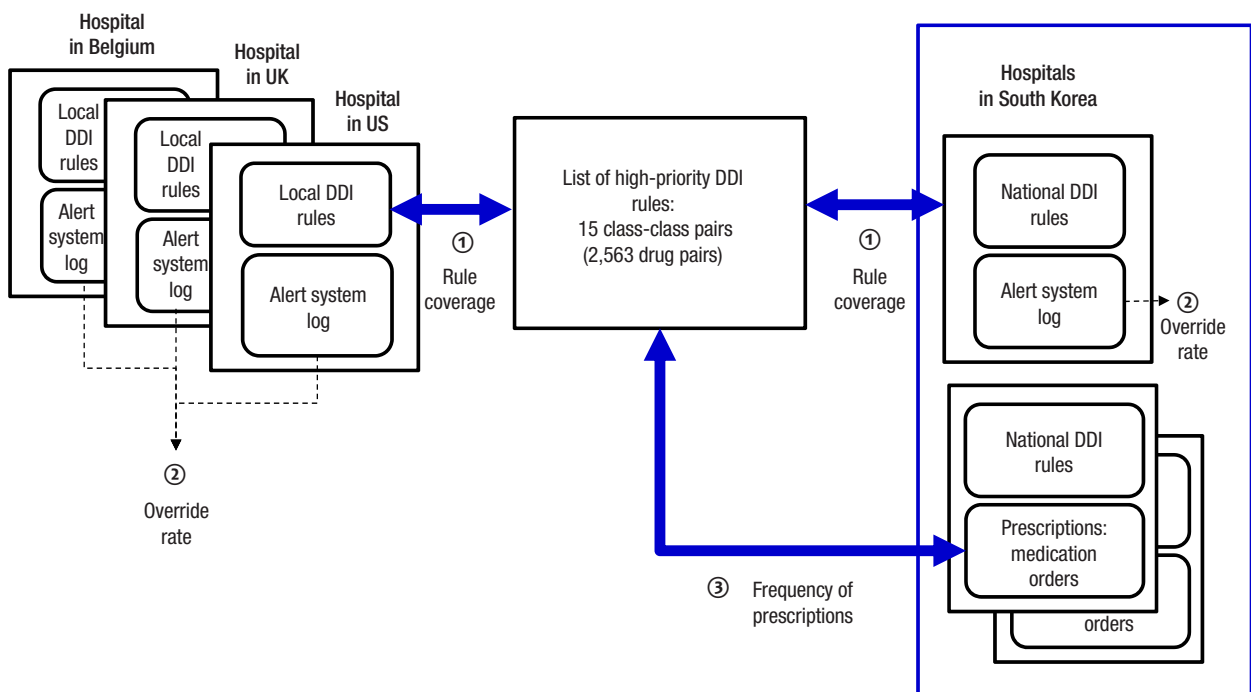 Hospital
in Belgium
Local
DDI
rules
Alert
system
log
Hospital
in UK
Local
DDI
rules
Alert
system
log
Hospital
in US
Local DDI
rules
Alert system
log
②
Override
rate
①
Rule
coverage
List of high-priority DDI
rules:
15 class-class pairs
(2,563 drug pairs)
①
Rule
coverage
③ Frequency of
prescriptions
Hospitals
in South Korea
National DDI
rules
Alert system
log
②
Override
rate
National DDI
rules
Prescriptions:
medication
orders
orders